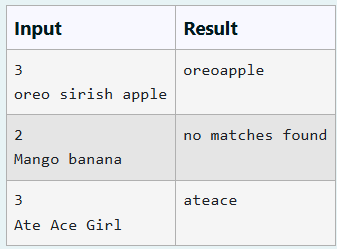 Input Result
3 oreoapple
oreo sirish apple
2 no matches found
Mango banana
3 ateace
Ate Ace Girl